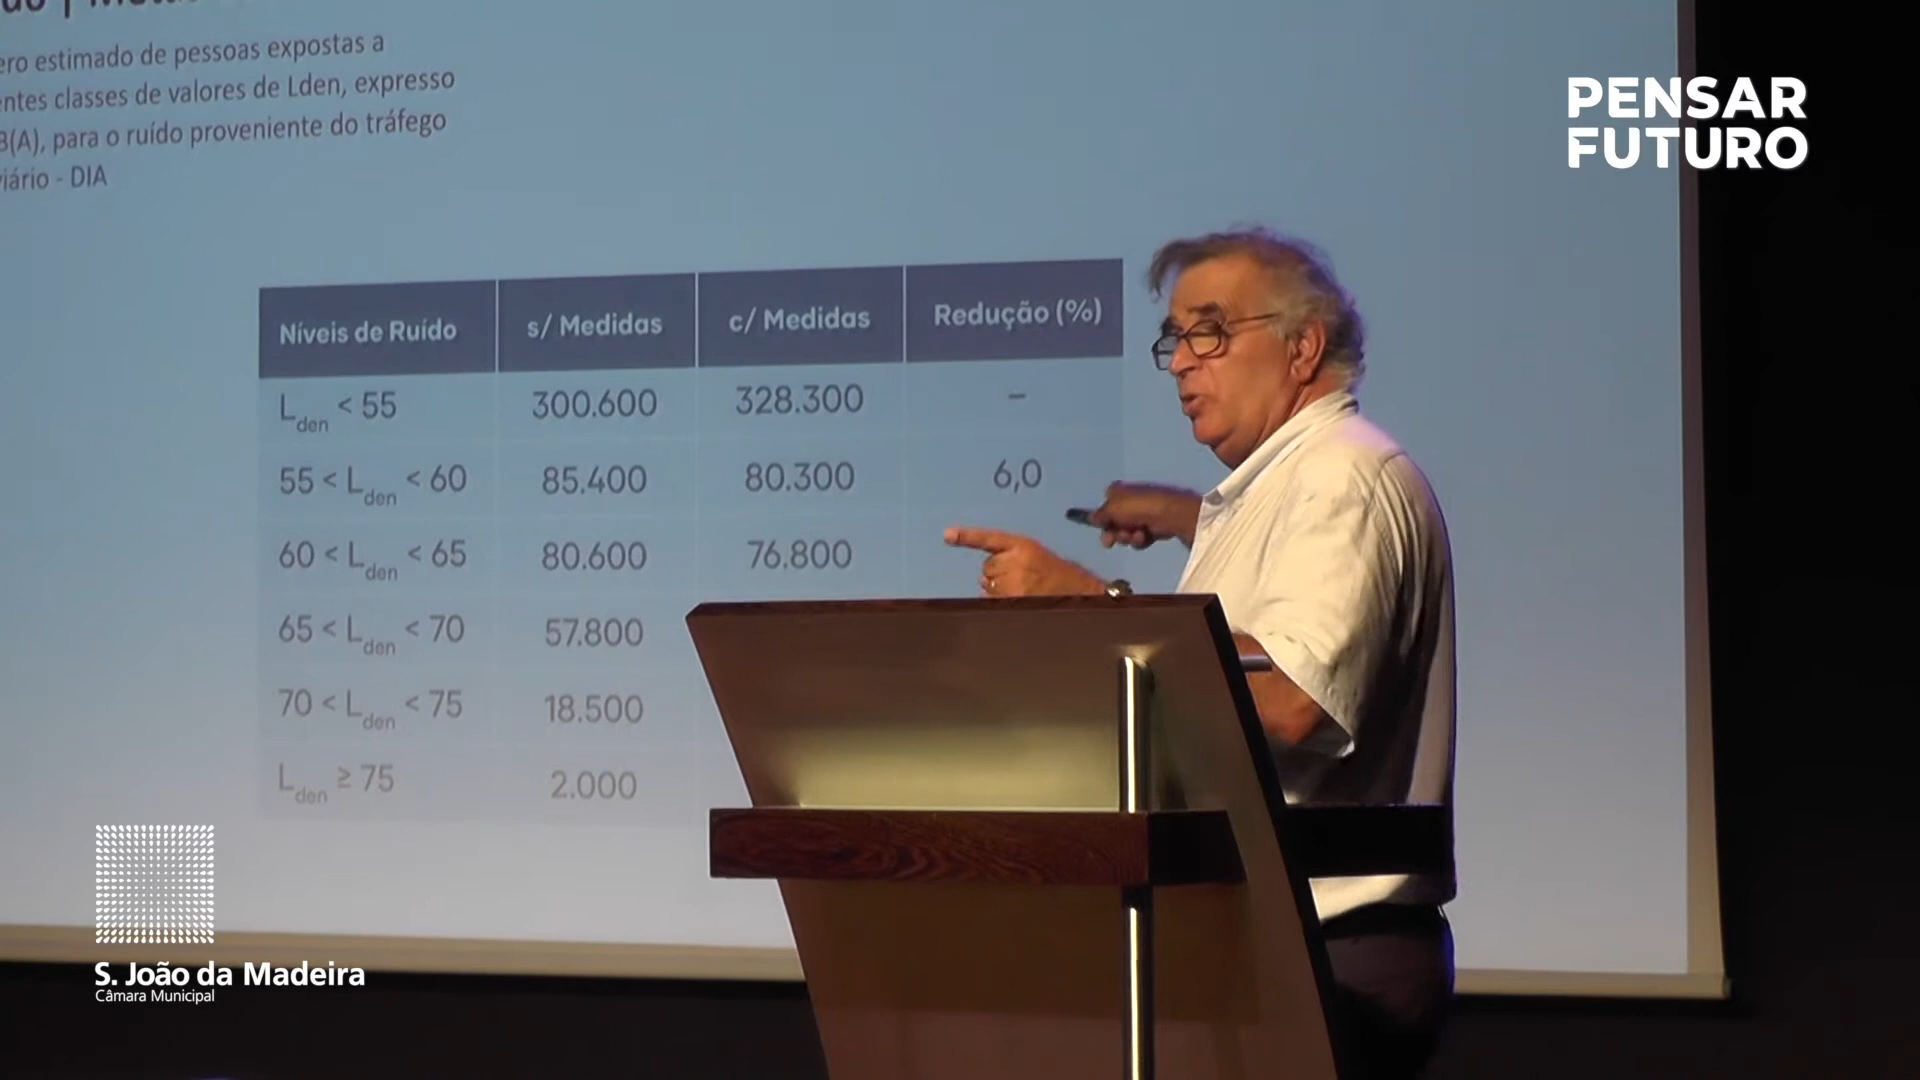 ero estimado de pessoas expostas a
entes classes de valores de Lden, expresso
B(A), para o ruído proveniente do tráfego
iário - DIA
PENSAR
FUTURO
Níveis de Ruído s/ Medidas c/ Medidas Redução (%)
Lden < 55 300.600 328.300 –
55 < Lden < 60 85.400 80.300 6,0
60 < Lden < 65 80.600 76.800
65 < Lden < 70 57.800
70 < Lden < 75 18.500
Lden ≥ 75 2.000
S. João da Madeira
Câmara Municipal